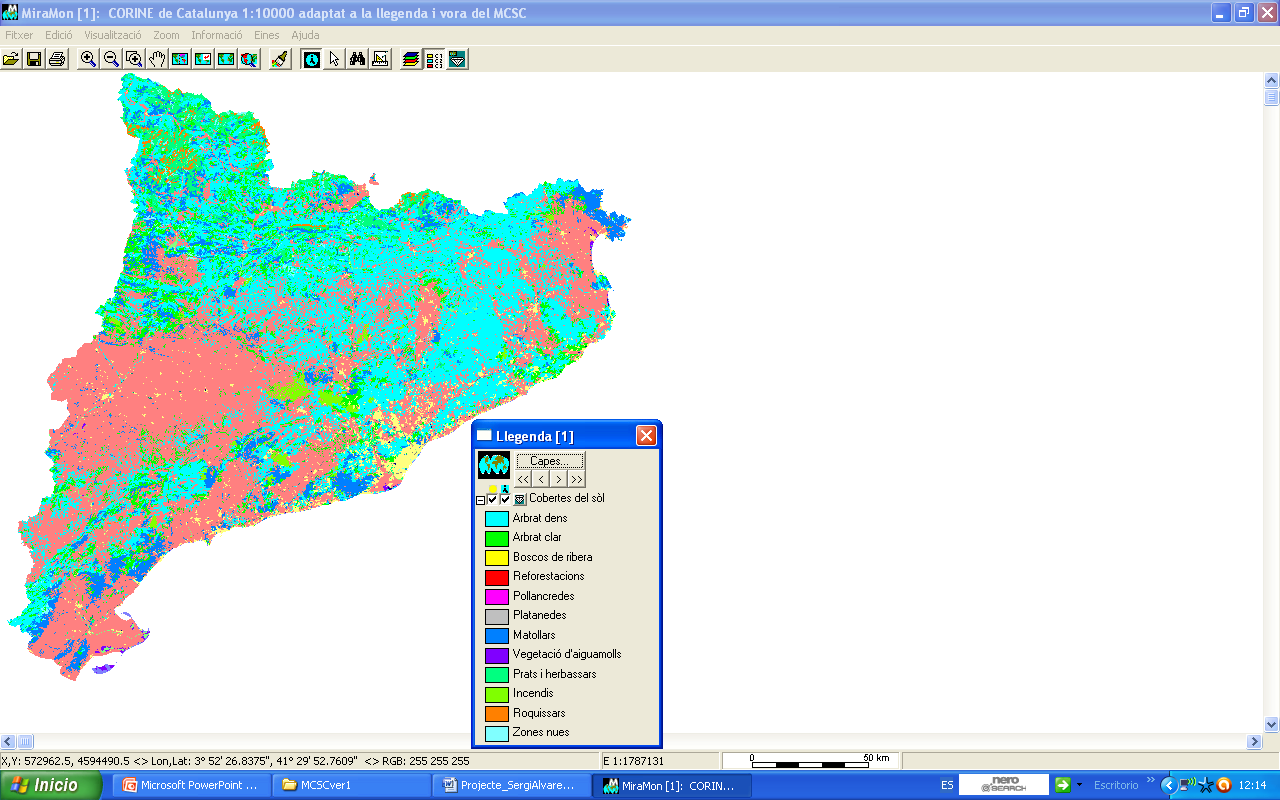 MiraMon [1]: CORINE de Catalunya 1:10000 adaptat a la llegenda i vora del MCSC
Fitxer Edició Visualització Zoom Informació Eines Ajuda
Llegenda [1]
Capes...
<< < > >>
Cobertes del sòl
Arbrat dens
Arbrat clar
Boscos de ribera
Reforestacions
Pollancredes
Platanedes
Matollars
Vegetació d'aiguamolls
Prats i herbassars
Incendis
Roquissars
Zones nues
X,Y: 572962.5, 4594490.5 <> Lon,Lat: 3° 52' 26.8375", 41° 29' 52.7609" <> RGB: 255 255 255
E 1:1787131
0 50 km
Inicio
Microsoft PowerPoint ...
MCSCver1
Projecte_SergiAlvare...
MiraMon [1]: CORIN...
ES
nero
SEARCH
Escritorio
»
12:14